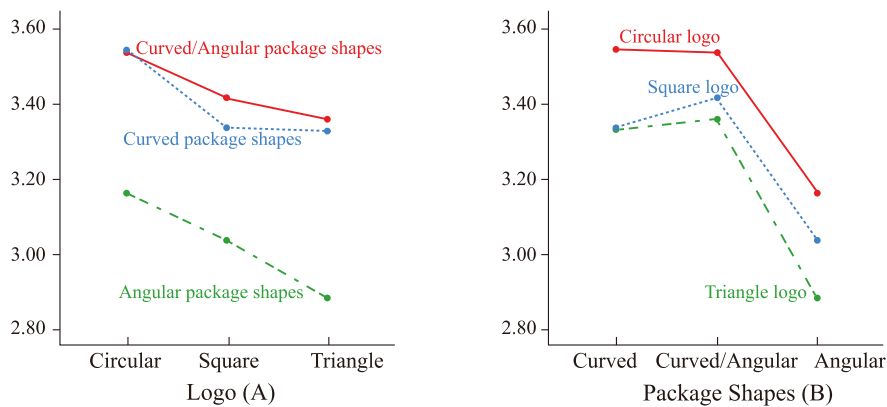 3.60
3.40
3.20
3.00
2.80
Curved/Angular package shapes
Curved package shapes
Angular package shapes
Circular
Square
Triangle
Logo (A)
3.60
3.40
3.20
3.00
2.80
Circular logo
Square logo
Triangle logo
Curved
Curved/Angular
Angular
Package Shapes (B)